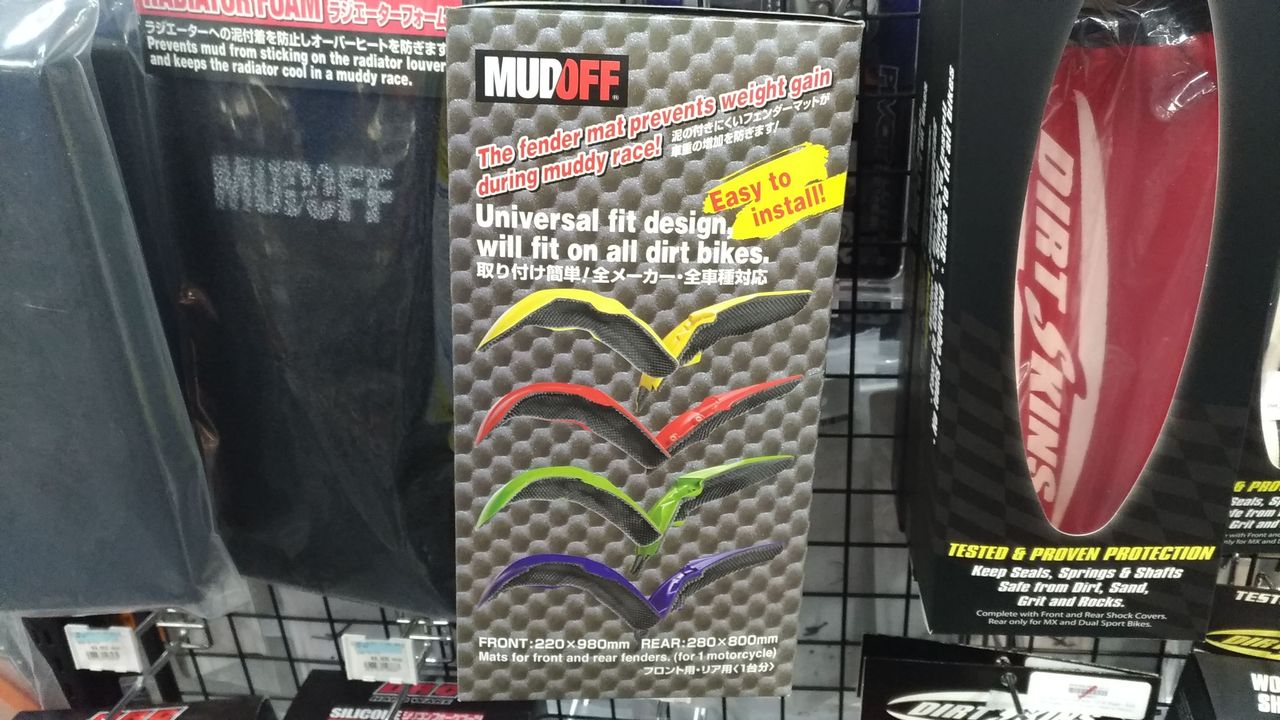 RADIATOR FOAM ラジエーターフォーム
ラジエーターへの泥付着を防止しオーバーヒートを防ぎます
Prevents mud from sticking on the radiator louver
and keeps the radiator cool in a muddy race.
MUDOFF
MUDOFF®
The fender mat prevents weight gain
during muddy race!
泥の付きにくいフェンダーマットが
車重の増加を防ぎます!
Easy to
install!
Universal fit design,
will fit on all dirt bikes.
取り付け簡単!全メーカー・全車種対応
FRONT:220×980mm REAR:280×800mm
Mats for front and rear fenders. (for 1 motorcycle)
フロント用・リア用<1台分>
DIRT SKINS
TESTED & PROVEN PROTECTION
Keep Seals, Springs & Shafts
Safe from Dirt, Sand,
Grit and Rocks.
Complete with Front and Rear Shock Covers.
Rear only for MX and Dual Sport Bikes.
SILICONE
DIRT SKINS